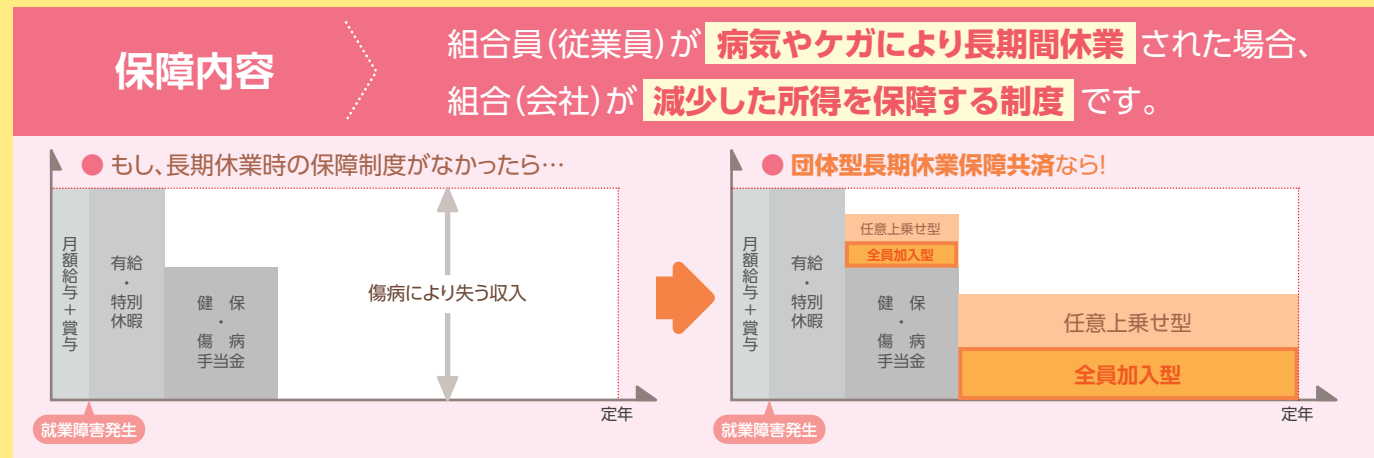 保障内容
組合員(従業員)が 病気やケガにより長期間休業 された場合、
組合(会社)が 減少した所得を保障する制度 です。
● もし、長期休業時の保障制度がなかったら…
月額給与+賞与
有給
・
特別
休暇
健 保
・
傷 病
手当金
傷病により失う収入
定年
就業障害発生
● 団体型長期休業保障共済なら!
月額給与+賞与
有給
・
特別
休暇
任意上乗せ型
全員加入型
健 保
・
傷 病
手当金
任意上乗せ型
全員加入型
定年
就業障害発生